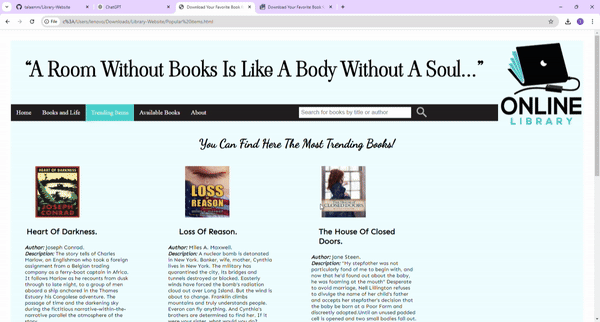 talaenrm/Library-Website
ChatGPT
Download Your Favorite Book !
Download Your Favorite Book !
File
c%3A/Users/lenovo/Downloads/Library-Website/Popular%20Items.html
"A Room Without Books Is Like A Body Without A Soul..."
ONLINE
LIBRARY
Home Books and Life Trending Items Available Books About
Search for books by title or author
You Can Find Here The Most Trending Books!
HEART OF DARKNESS
JOSEPH CONRAD
LOSS OF REASON
CLOSED DOORS
Heart Of Darkness.
Loss Of Reason.
The House Of Closed
Doors.
Author: Joseph Conrad.
Description: The story tells of Charles
Marlow, an Englishman who took a foreign
assignment from a Belgian trading
company as a ferry-boat captain in Africa.
It follows Marlow as he recounts from dusk
through to late night, to a group of men
aboard a ship anchored in the Thames
Estuary his Congolese adventure. The
passage of time and the darkening sky
during the fictitious narrative-within-the-
narrative parallel the atmosphere of the
Author: Miles A. Maxwell.
Description: A nuclear bomb is detonated
in New York. Banker, wife, mother, Cynthia
lives in New York. The military has
quarantined the city, its bridges and
tunnels destroyed or blocked. Easterly
winds have forced the bomb's radiation
cloud out over Long Island. But the wind is
about to change. Franklin climbs
mountains and truly understands people.
Everon can fly anything. And Cynthia's
brothers are determined to find her. If it
were your sister, what would you do?
Author: Jane Steen.
Description: "My stepfather was not
particularly fond of me to begin with, and
now that he'd found out about the baby,
he was foaming at the mouth" Desperate
to avoid marriage, Nell Lillington refuses
to divulge the name of her child's father
and accepts her stepfather's decision that
the baby be born at a Poor Farm and
discreetly adopted.Until an unused padded
cell is opened and two small bodies fall out.